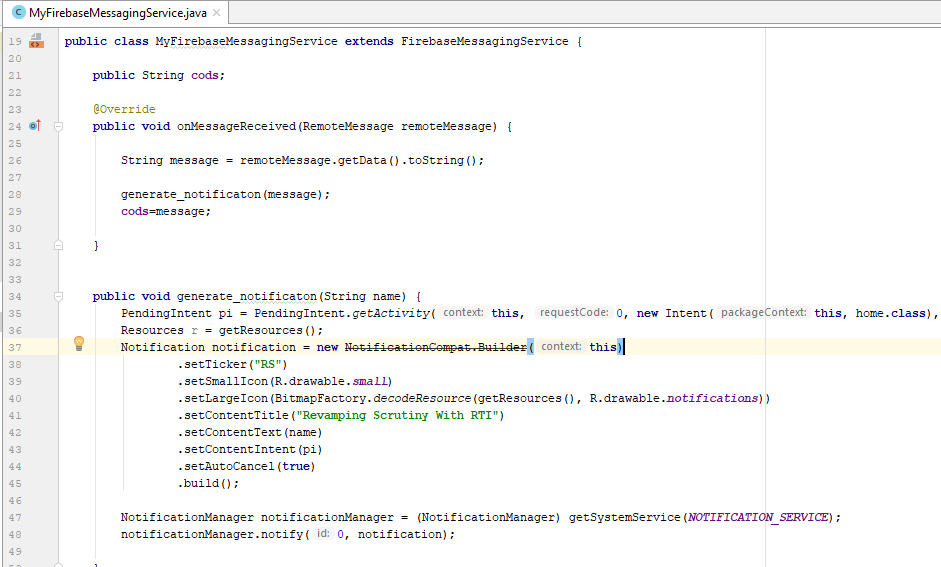 MyFirebaseMessagingService.java
19 public class MyFirebaseMessagingService extends FirebaseMessagingService {
20
21 public String cods;
22
23 @Override
24 public void onMessageReceived(RemoteMessage remoteMessage) {
25
26 String message = remoteMessage.getData().toString();
27
28 generate_notificaton(message);
29 cods=message;
30
31 }
32
33
34 public void generate_notificaton(String name) {
35 PendingIntent pi = PendingIntent.getActivity( context: this, requestCode: 0, new Intent( packageContext: this, home.class),
36 Resources r = getResources();
37 Notification notification = new NotificationCompat.Builder( context: this)
38 .setTicker("RS")
39 .setSmallIcon(R.drawable.small)
40 .setLargeIcon(BitmapFactory.decodeResource(getResources(), R.drawable.notifications))
41 .setContentTitle("Revamping Scrutiny With RTI")
42 .setContentText(name)
43 .setContentIntent(pi)
44 .setAutoCancel(true)
45 .build();
46
47 NotificationManager notificationManager = (NotificationManager) getSystemService(NOTIFICATION_SERVICE);
48 notificationManager.notify( id: 0, notification);
49